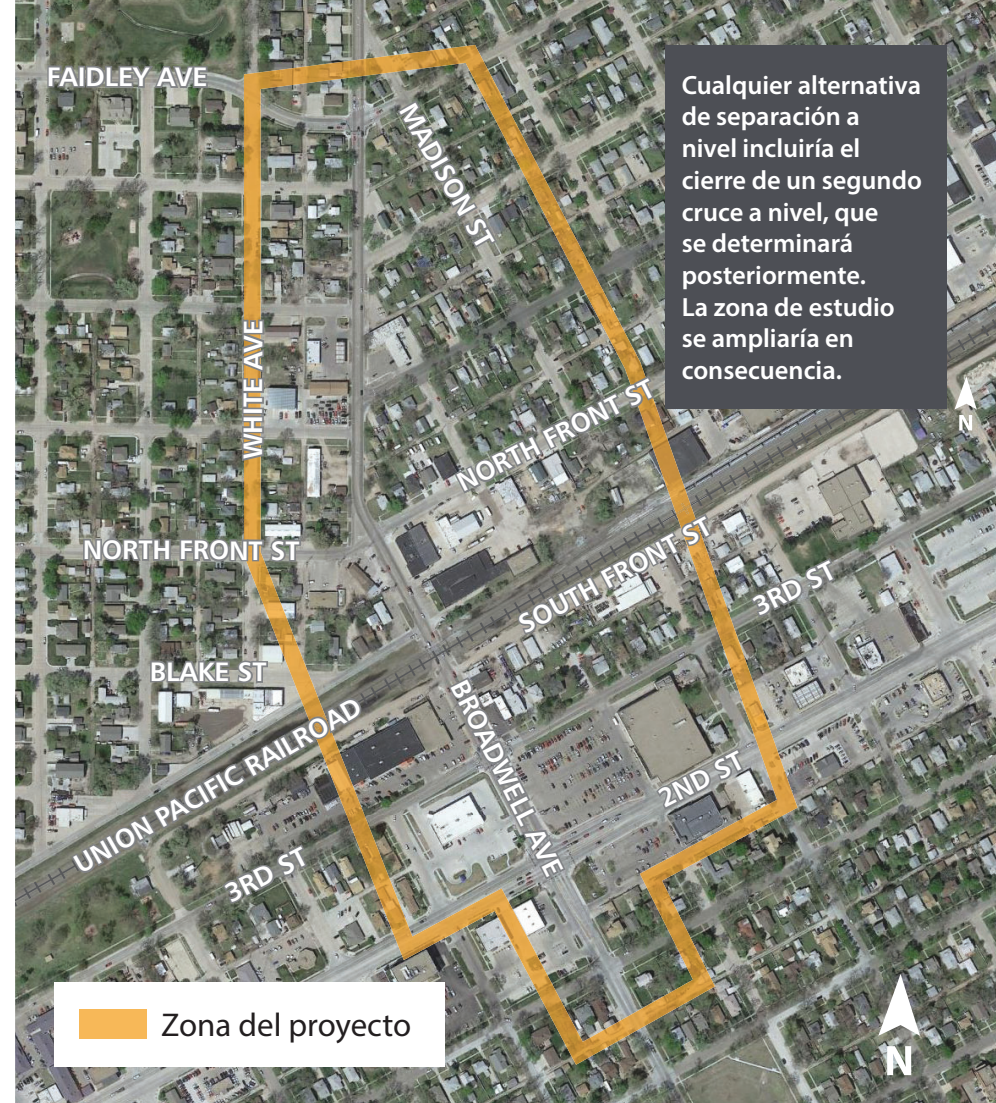 FAIDLEY AVE
MADISON ST
Cualquier alternativa
de separación a
nivel incluiría el
cierre de un segundo
cruce a nivel, que
se determinará
posteriormente.
La zona de estudio
se ampliaría en
consecuencia.
WHITE AVE
NORTH FRONT ST
N
NORTH FRONT ST
SOUTH FRONT ST
3RD ST
BLAKE ST
UNION PACIFIC RAILROAD
BROADWELL AVE
2ND ST
3RD ST
Zona del proyecto
N